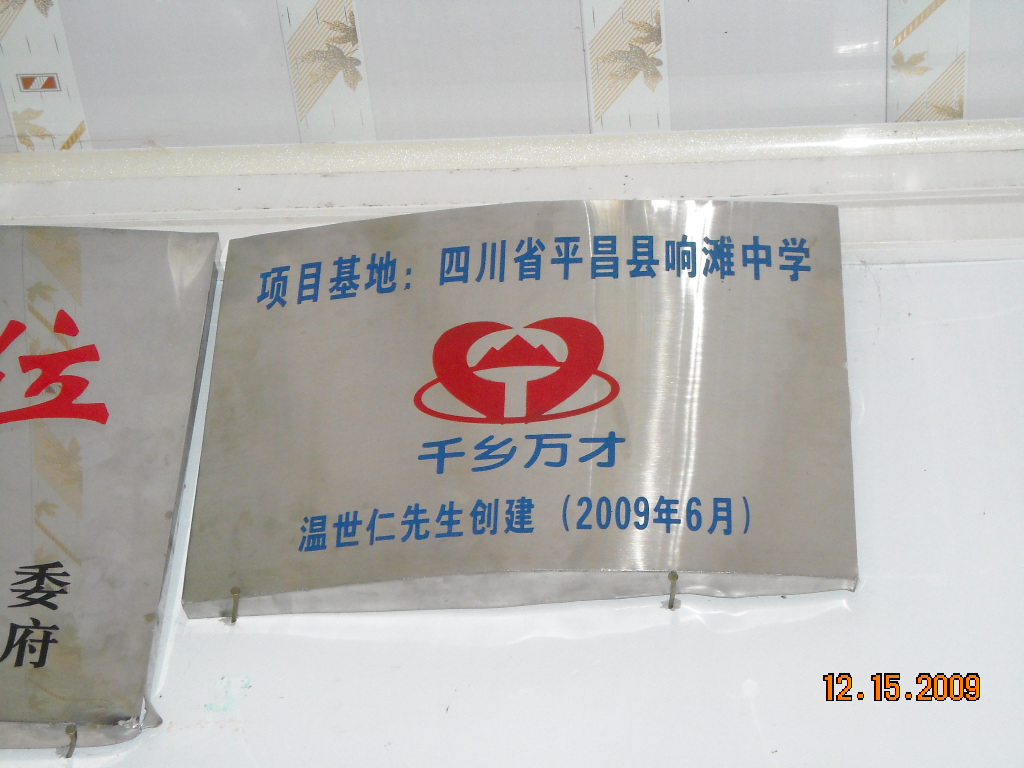 项目基地：四川省平昌县响滩中学
千乡万才
温世仁先生创建（2009年6月）
位
委
府
12.15.2009